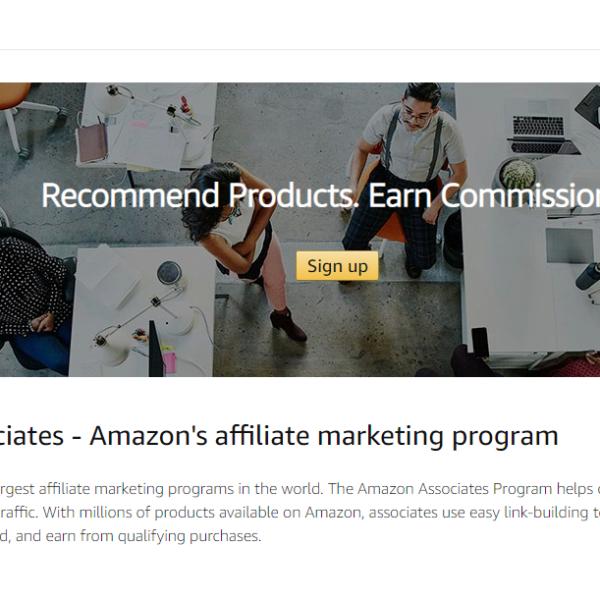 Recommend Products. Earn Commission
Sign up
ciates - Amazon's affiliate marketing program
rgest affiliate marketing programs in the world. The Amazon Associates Program helps
raffic. With millions of products available on Amazon, associates use easy link-building
d, and earn from qualifying purchases.